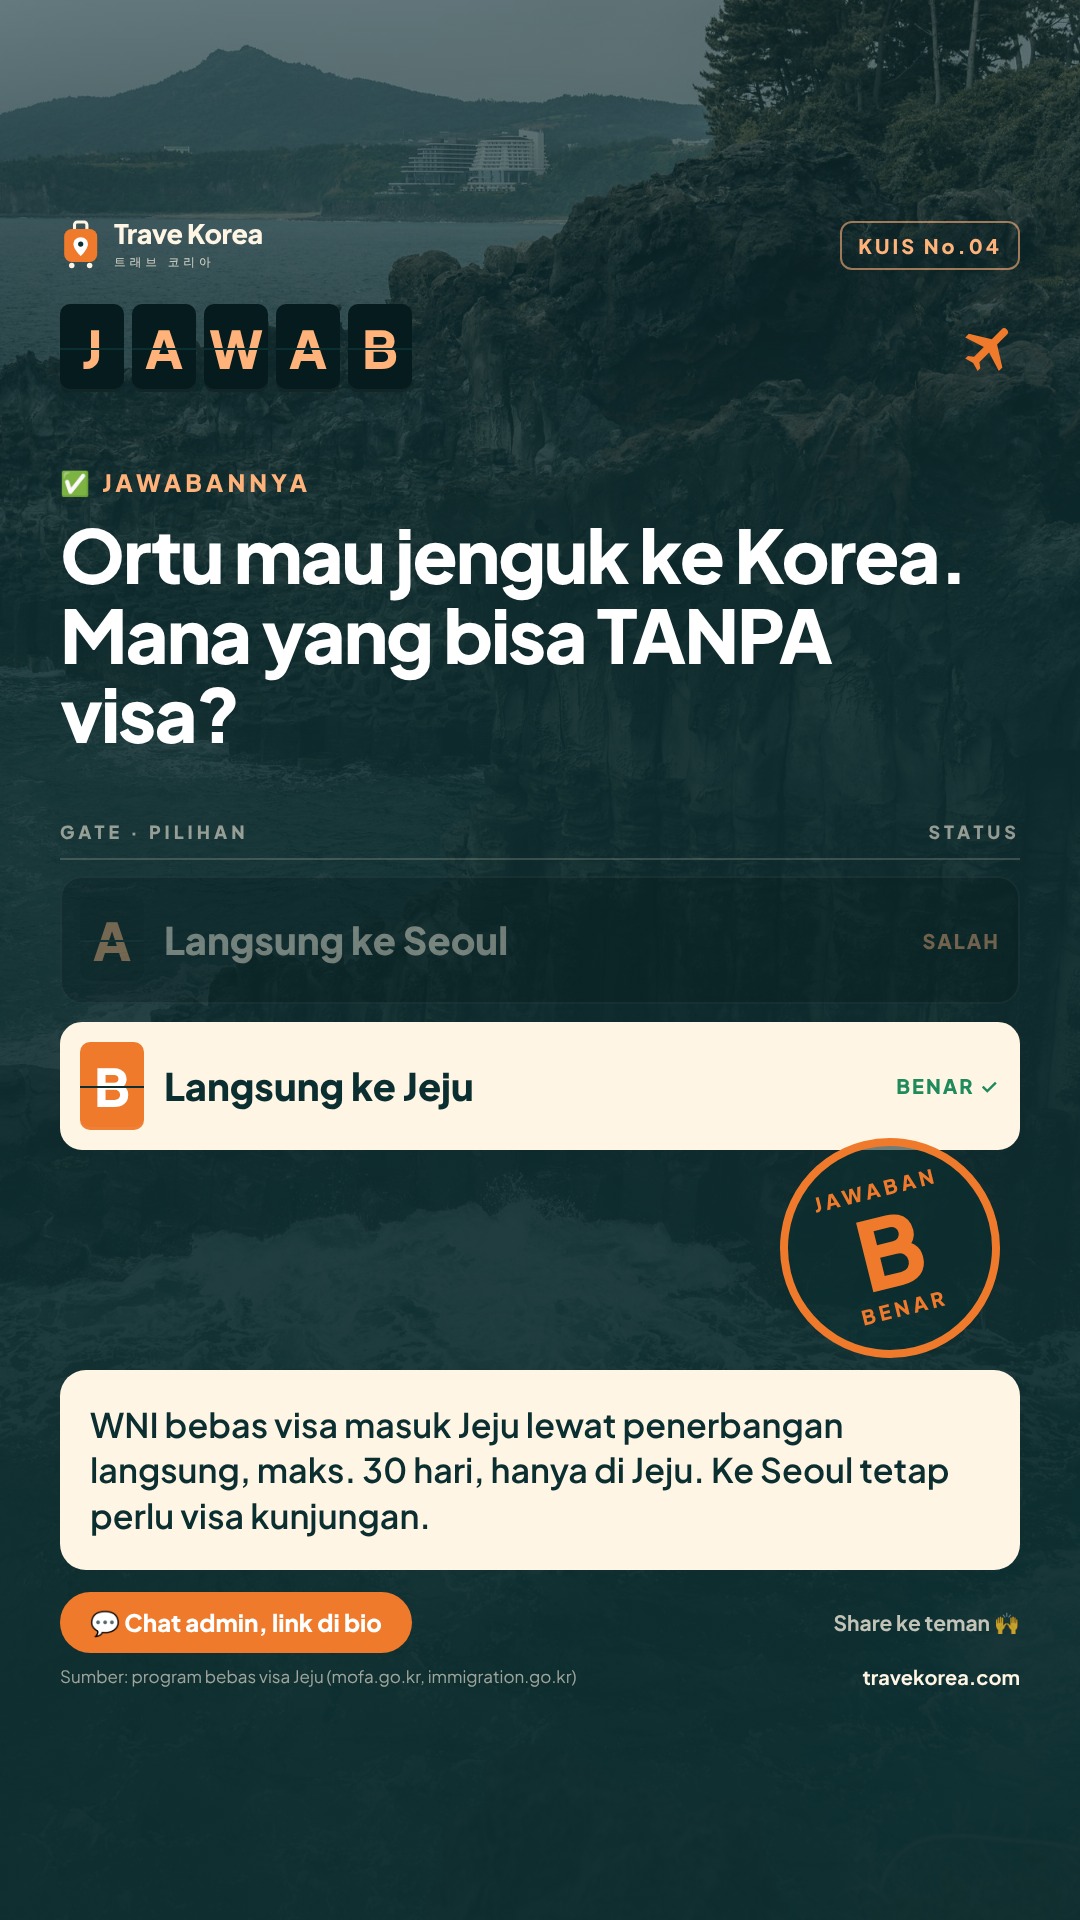 Trave Korea
트래브 코리아
KUIS No.04
JAWAB
✅ JAWABANNYA
Ortu mau jenguk ke Korea.
Mana yang bisa TANPA
visa?
GATE · PILIHAN
STATUS
A Langsung ke Seoul SALAH
B Langsung ke Jeju BENAR ✓
JAWABAN
B
BENAR
WNI bebas visa masuk Jeju lewat penerbangan
langsung, maks. 30 hari, hanya di Jeju. Ke Seoul tetap
perlu visa kunjungan.
💬 Chat admin, link di bio
Share ke teman 🙌
Sumber: program bebas visa Jeju (mofa.go.kr, immigration.go.kr)
travekorea.com